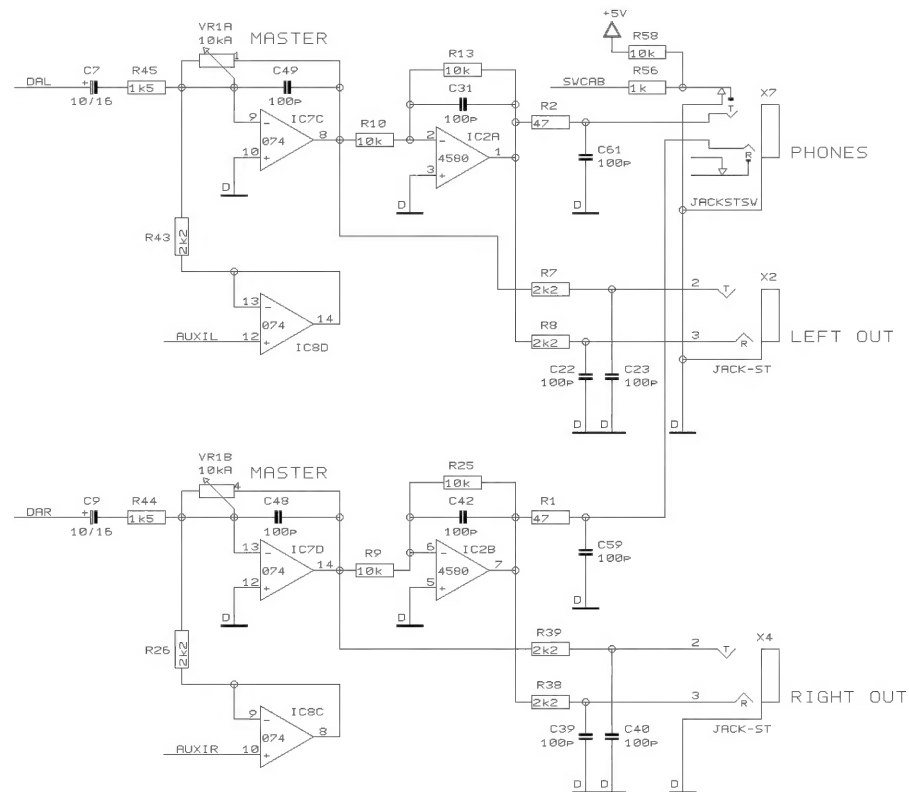 +5V
VR1A
10kA
MASTER
1
R13
10k
R58
10k
DAL
C7
+
10/16
R45
1k5
C49
100p
C31
100p
SWCAB
R56
1k
X7
T
9
-
IC7C
8
074
10
+
D
R10
10k
2
-
IC2A
1
4580
3
+
D
R2
47
C61
100p
D
R
PHONES
JACKSTSW
R43
2k2
R7
2k2
2
T
X2
13
-
14
074
12
+
IC8D
AUXIL
R8
2k2
3
R
LEFT OUT
JACK-ST
C22
100p
C23
100p
D
D
D
VR1B
10kA
MASTER
4
R25
10k
DAR
C9
+
10/16
R44
1k5
C48
100p
C42
100p
R1
47
13
-
IC7D
14
074
12
+
D
R9
10k
6
-
IC2B
7
4580
5
+
D
C59
100p
D
R26
2k2
R39
2k2
2
T
X4
R38
2k2
3
R
RIGHT OUT
JACK-ST
9
-
IC8C
8
074
10
+
AUXIR
C39
100p
C40
100p
D
D
D